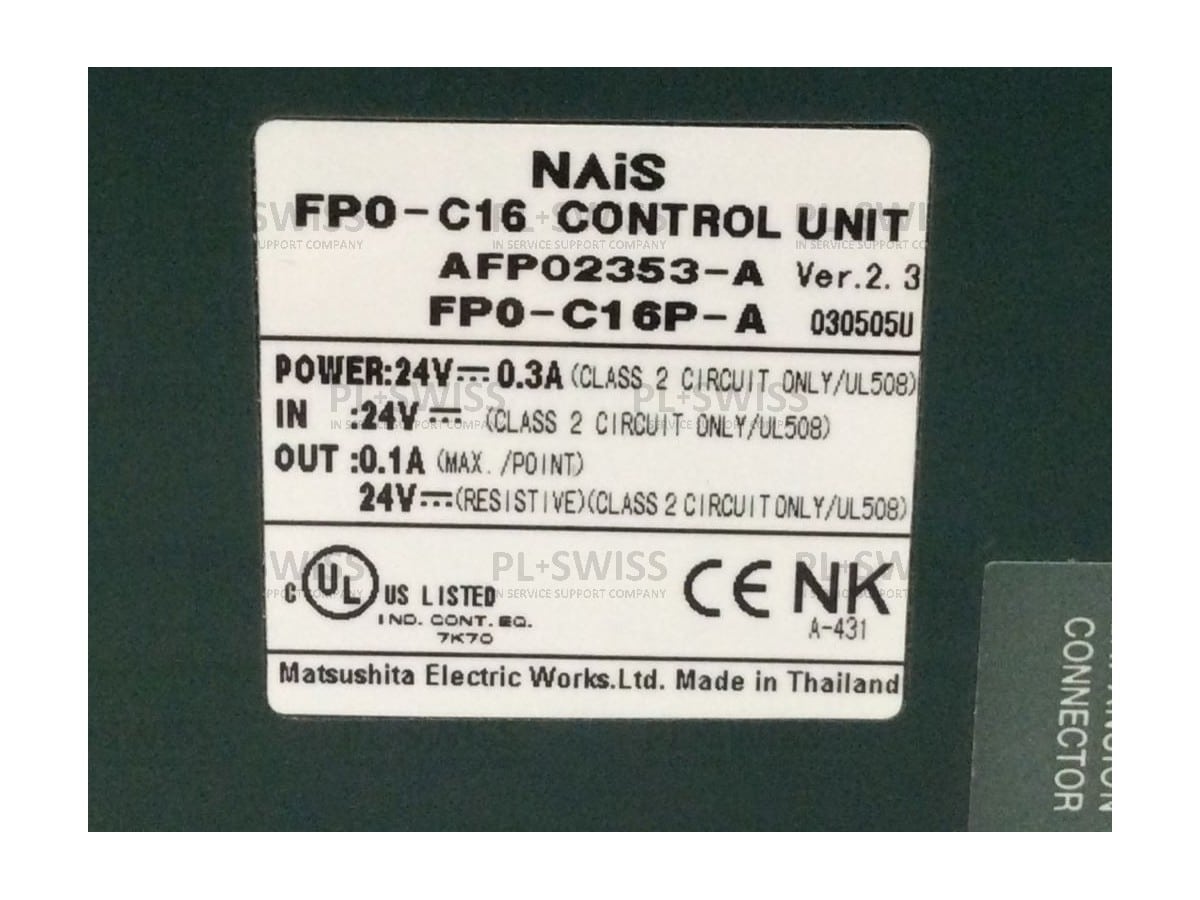 NAiS
FP0-C16 CONTROL UNIT
AFP02353-A Ver.2.3
FP0-C16P-A 030505U
POWER:24V⎓0.3A (CLASS 2 CIRCUIT ONLY/UL508)
IN :24V⎓ (CLASS 2 CIRCUIT ONLY/UL508)
OUT :0.1A (MAX./POINT)
24V⎓(RESISTIVE)(CLASS 2 CIRCUIT ONLY/UL508)
C UL US LISTED
IND. CONT. EQ.
7K70
CE NK
A-431
Matsushita Electric Works.Ltd. Made in Thailand
CONNECTOR
PL+SWISS
IN SERVICE SUPPORT COMPANY